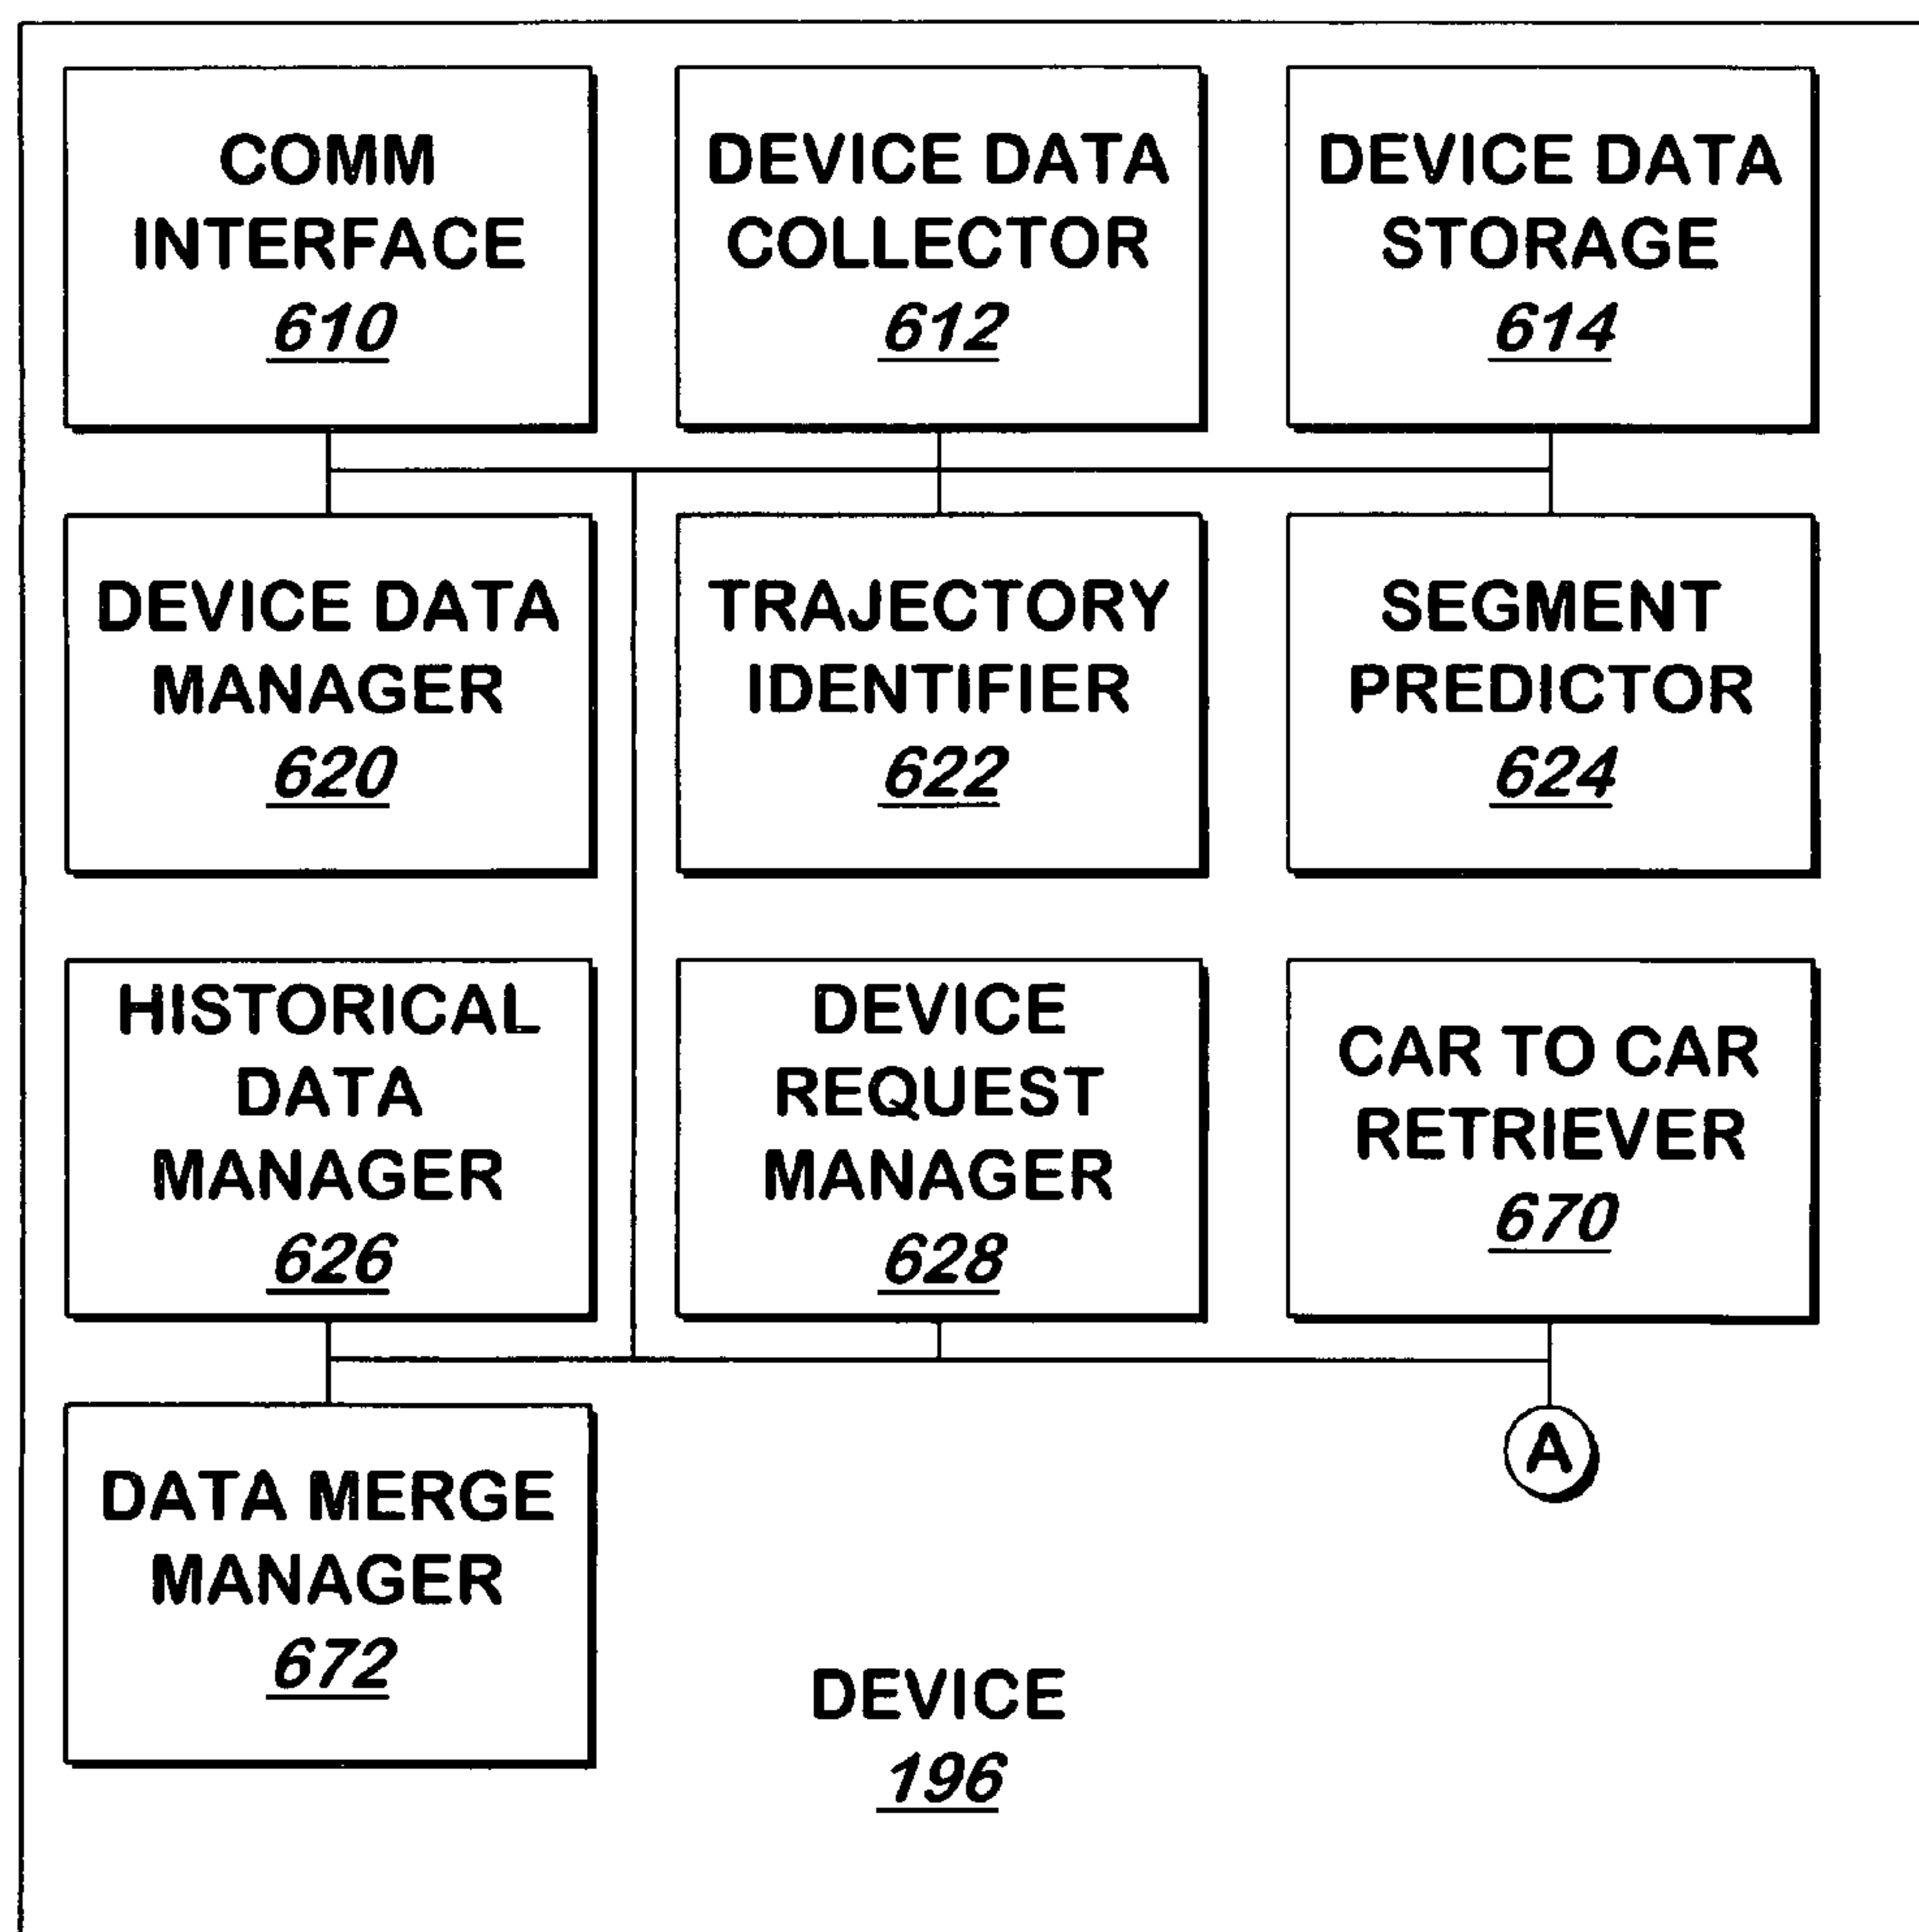 COMM
INTERFACE
610
DEVICE DATA
COLLECTOR
612
DEVICE DATA
STORAGE
614
DEVICE DATA
MANAGER
620
TRAJECTORY
IDENTIFIER
622
SEGMENT
PREDICTOR
624
HISTORICAL
DATA
MANAGER
626
DEVICE
REQUEST
MANAGER
628
CAR TO CAR
RETRIEVER
670
DATA MERGE
MANAGER
672
A
DEVICE
196